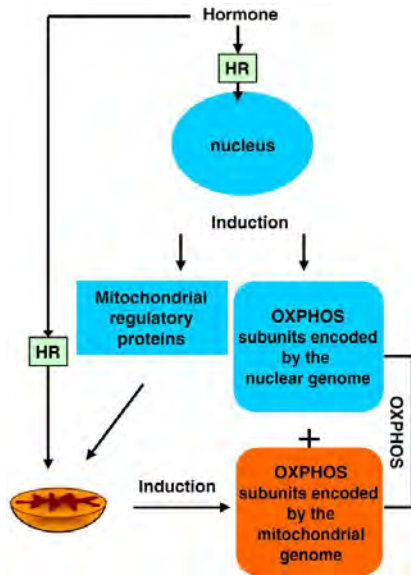 Hormone
HR
nucleus
Induction
Mitochondrial
regulatory
proteins
OXPHOS
subunits encoded
by the
nuclear genome
HR
OXPHOS
+
Induction
OXPHOS
subunits encoded
by the
mitochondrial
genome